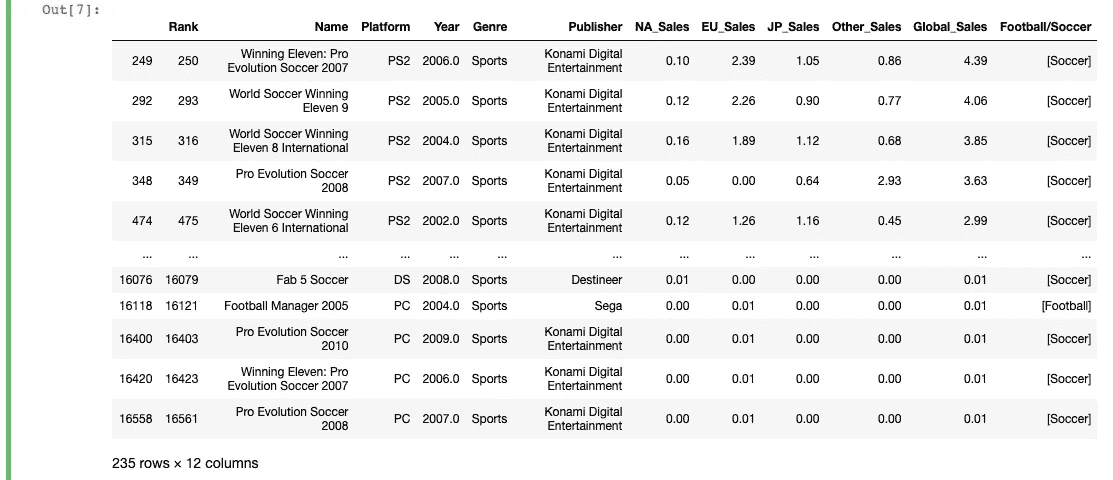 Out[7]:
Rank Name Platform Year Genre Publisher NA_Sales EU_Sales JP_Sales Other_Sales Global_Sales Football/Soccer
249 250 Winning Eleven: Pro Evolution Soccer 2007 PS2 2006.0 Sports Konami Digital Entertainment 0.10 2.39 1.05 0.86 4.39 [Soccer]
292 293 World Soccer Winning Eleven 9 PS2 2005.0 Sports Konami Digital Entertainment 0.12 2.26 0.90 0.77 4.06 [Soccer]
315 316 World Soccer Winning Eleven 8 International PS2 2004.0 Sports Konami Digital Entertainment 0.16 1.89 1.12 0.68 3.85 [Soccer]
348 349 Pro Evolution Soccer 2008 PS2 2007.0 Sports Konami Digital Entertainment 0.05 0.00 0.64 2.93 3.63 [Soccer]
474 475 World Soccer Winning Eleven 6 International PS2 2002.0 Sports Konami Digital Entertainment 0.12 1.26 1.16 0.45 2.99 [Soccer]
... ... ... ... ... ... ... ... ... ... ... ... ...
16076 16079 Fab 5 Soccer DS 2008.0 Sports Destineer 0.01 0.00 0.00 0.00 0.01 [Soccer]
16118 16121 Football Manager 2005 PC 2004.0 Sports Sega 0.00 0.01 0.00 0.00 0.01 [Football]
16400 16403 Pro Evolution Soccer 2010 PC 2009.0 Sports Konami Digital Entertainment 0.00 0.01 0.00 0.00 0.01 [Soccer]
16420 16423 Winning Eleven: Pro Evolution Soccer 2007 PC 2006.0 Sports Konami Digital Entertainment 0.00 0.01 0.00 0.00 0.01 [Soccer]
16558 16561 Pro Evolution Soccer 2008 PC 2007.0 Sports Konami Digital Entertainment 0.00 0.01 0.00 0.00 0.01 [Soccer]
235 rows × 12 columns